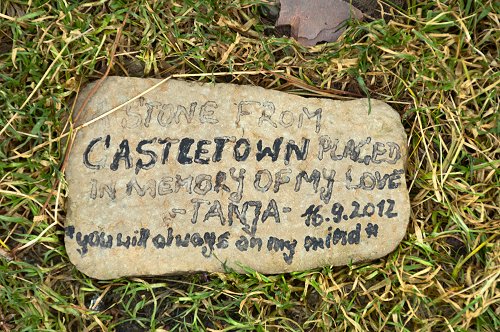 STONE FROM
CASTLETOWN PLACED
IN MEMORY OF MY LOVE
-TANJA- 16.9.2012
"you will always on my mind"